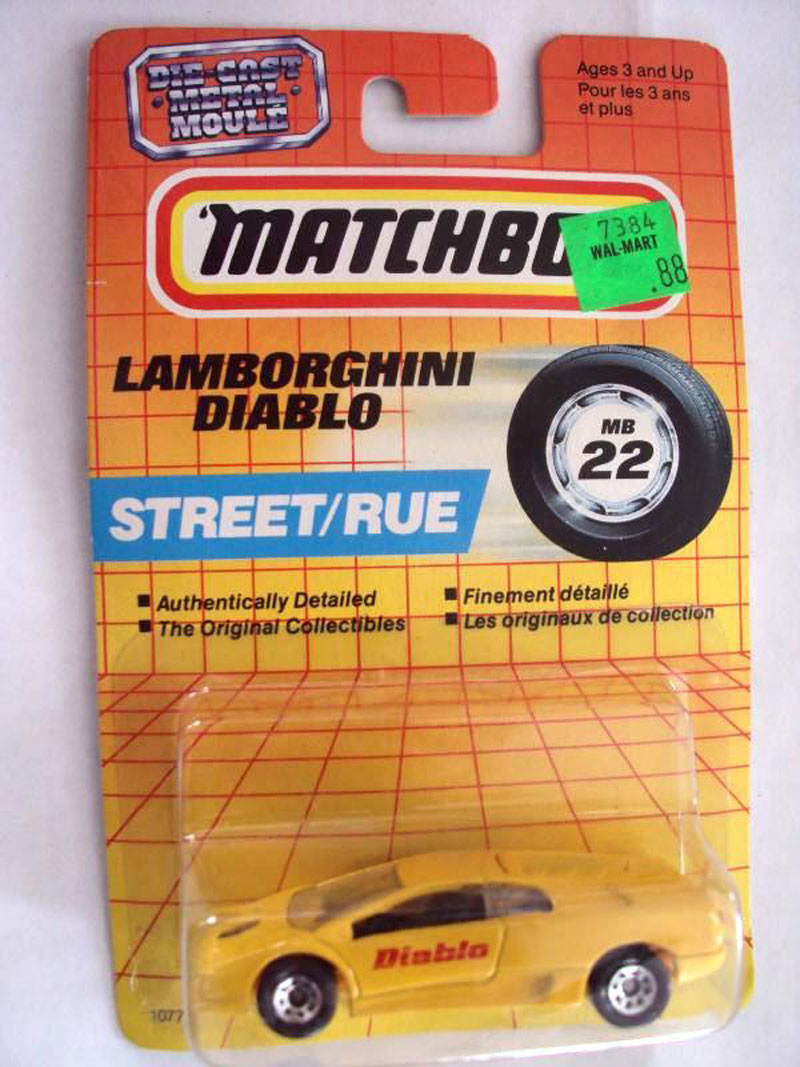 DIE-CAST
METAL
MOULÉ
Ages 3 and Up
Pour les 3 ans
et plus
MATCHBO
7384
WAL-MART
.88
LAMBORGHINI
DIABLO
MB
22
STREET/RUE
■ Authentically Detailed
■ The Original Collectibles
■ Finement détaillé
■ Les originaux de collection
Diablo
1077